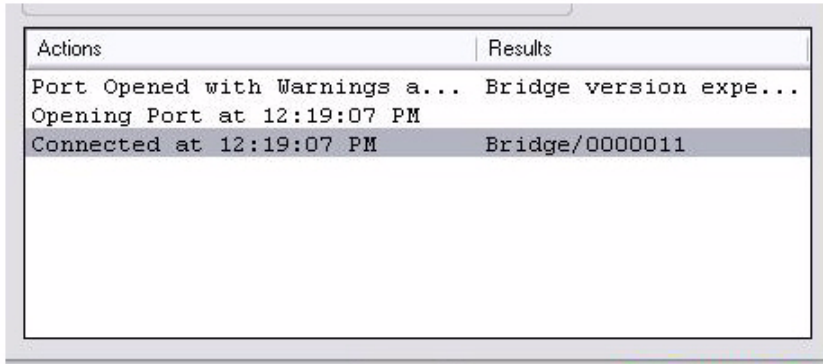 Actions Results
Port Opened with Warnings a... Bridge version expe...
Opening Port at 12:19:07 PM
Connected at 12:19:07 PM Bridge/0000011